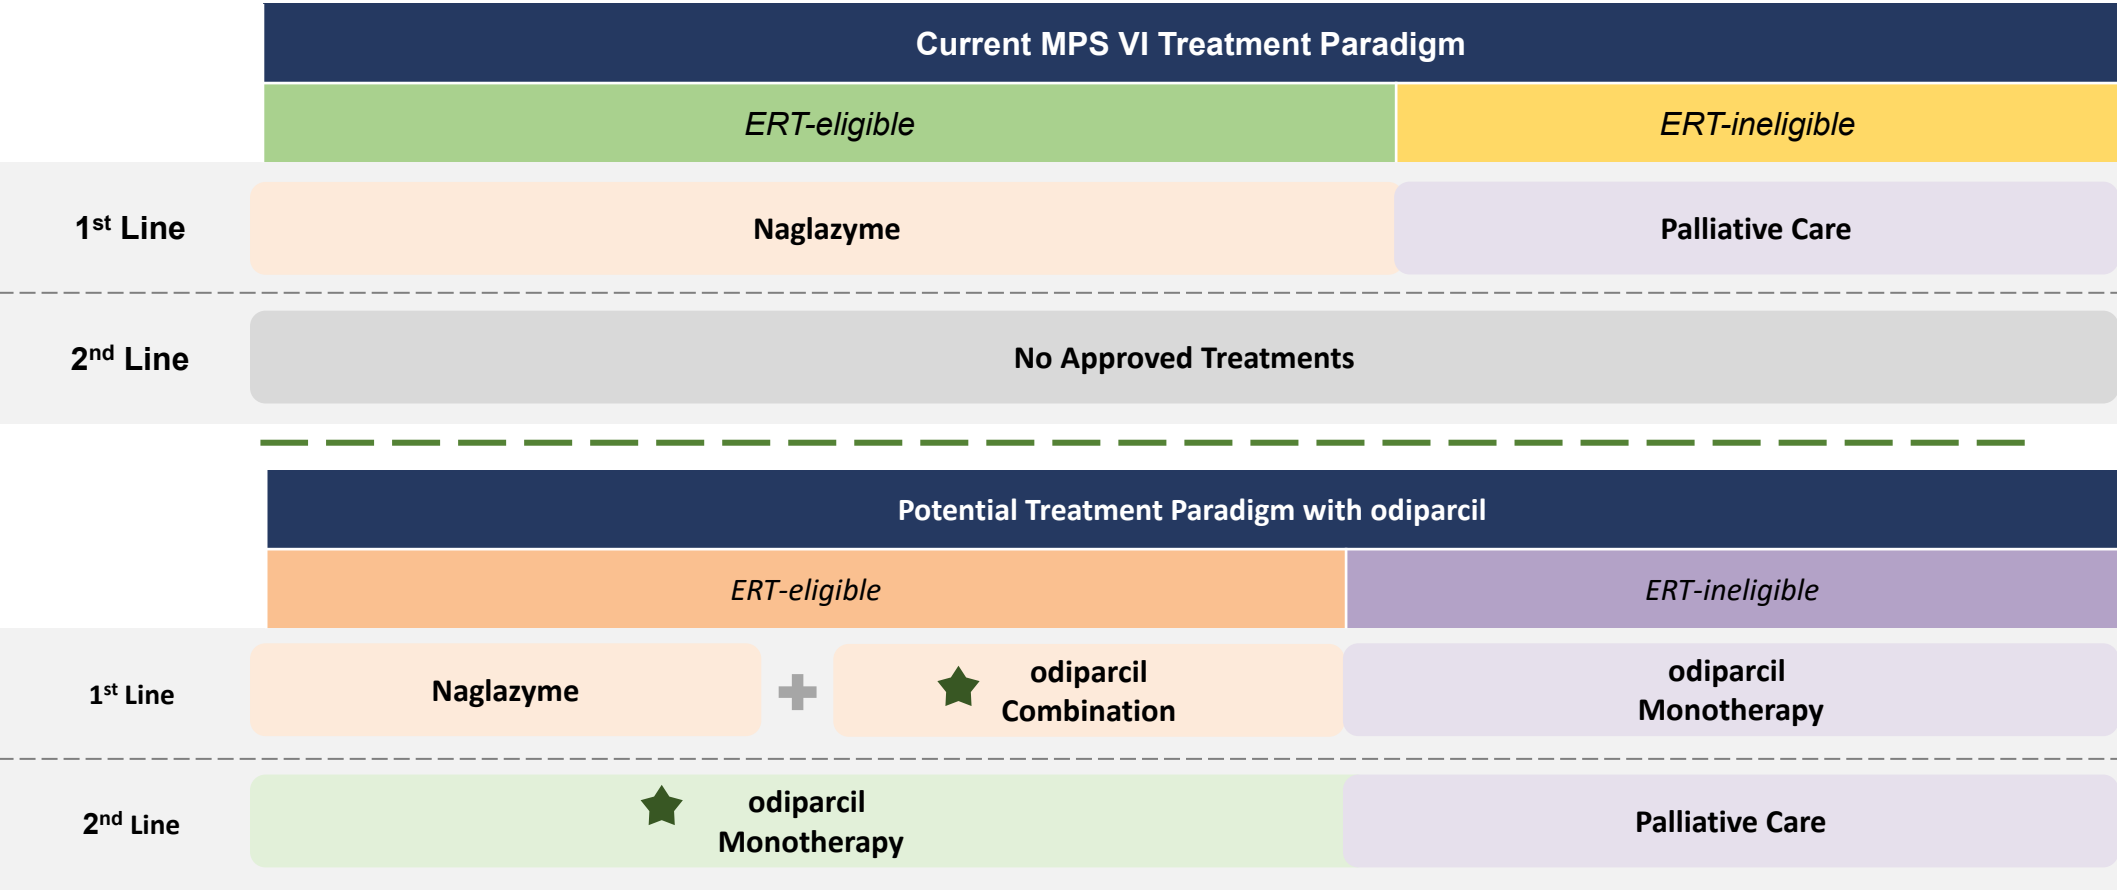 Current MPS VI Treatment Paradigm
ERT-eligible
ERT-ineligible
1st Line
Naglazyme
Palliative Care
2nd Line
No Approved Treatments
Potential Treatment Paradigm with odiparcil
ERT-eligible
ERT-ineligible
1st Line
Naglazyme
odiparcil
Combination
odiparcil
Monotherapy
2nd Line
odiparcil
Monotherapy
Palliative Care